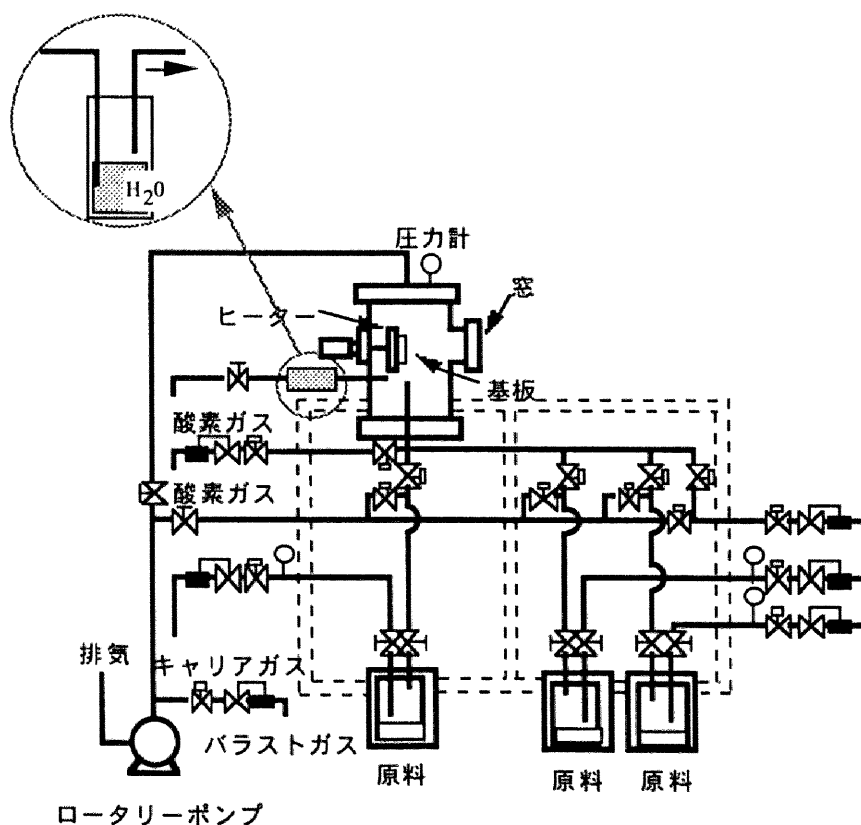 H₂O
圧力計
窓
ヒーター
基板
酸素ガス
酸素ガス
排気
キャリアガス
バラストガス
原料
原料
原料
ロータリーポンプ